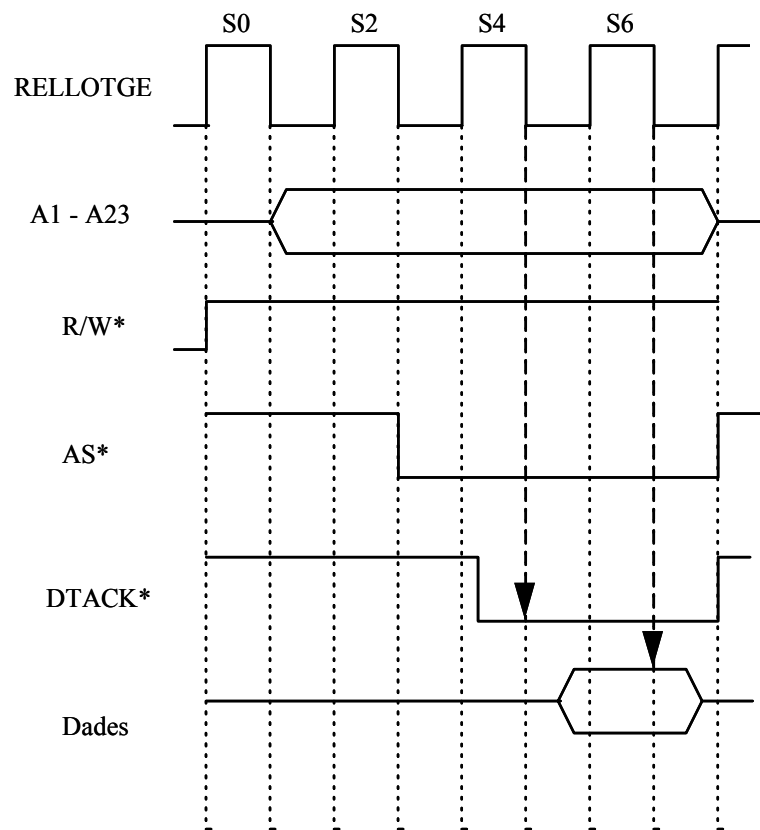 S0 S2 S4 S6
RELLOTGE
A1 - A23
R/W*
AS*
DTACK*
Dades